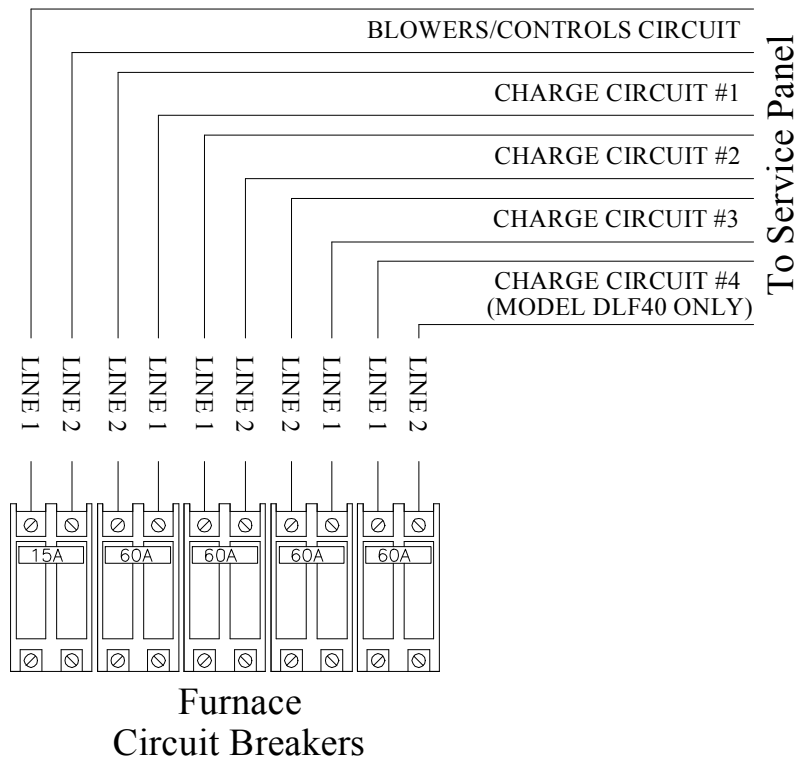 BLOWERS/CONTROLS CIRCUIT
CHARGE CIRCUIT #1
CHARGE CIRCUIT #2
CHARGE CIRCUIT #3
CHARGE CIRCUIT #4
(MODEL DLF40 ONLY)
To Service Panel
LINE 1
LINE 2
LINE 2
LINE 1
LINE 1
LINE 2
LINE 2
LINE 1
LINE 1
LINE 2
15A
60A
60A
60A
60A
Furnace
Circuit Breakers